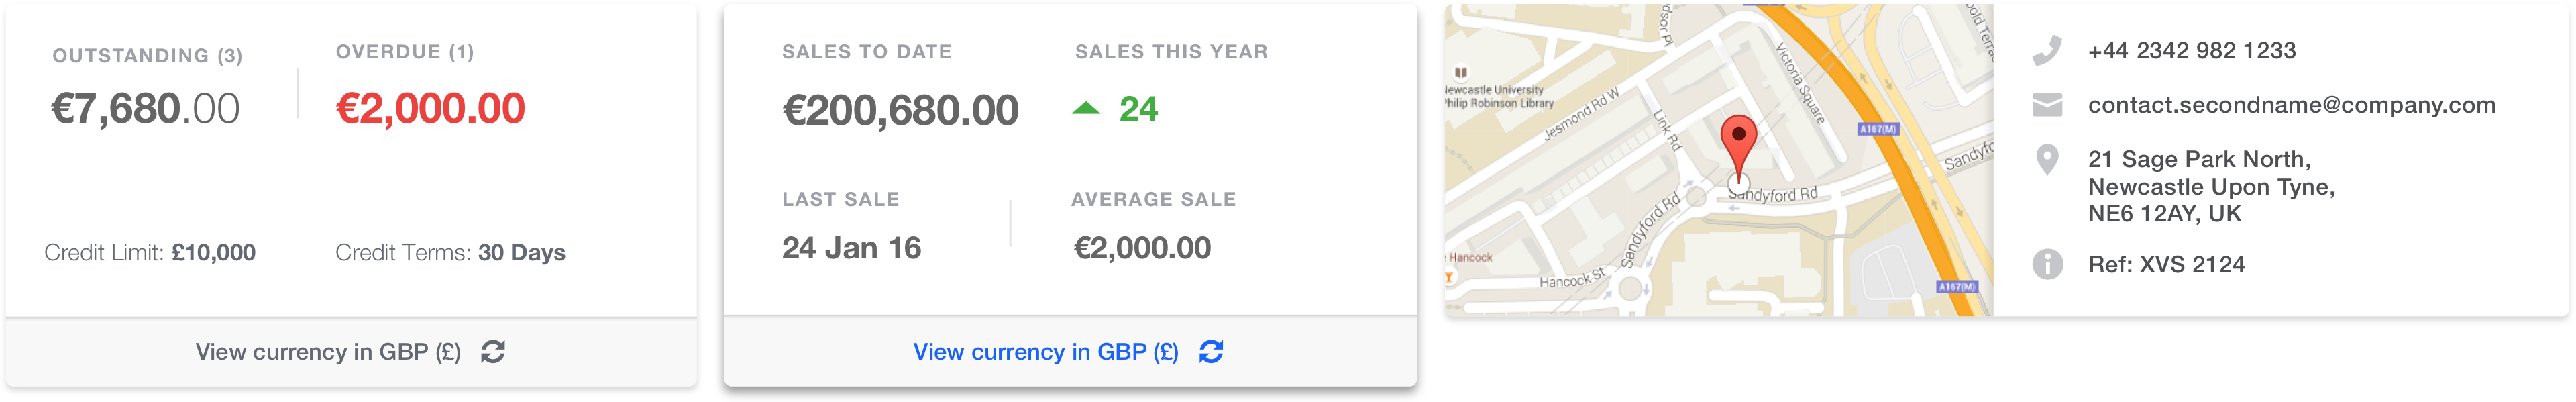 OUTSTANDING (3)
OVERDUE (1)
€7,680.00
€2,000.00
Credit Limit: £10,000
Credit Terms: 30 Days
View currency in GBP (£)
SALES TO DATE
SALES THIS YEAR
€200,680.00
24
LAST SALE
AVERAGE SALE
24 Jan 16
€2,000.00
View currency in GBP (£)
Newcastle University
Philip Robinson Library
Jesmond Rd W
Link Rd
Victoria Square
A167(M)
Sandyford Rd
Sandyford Rd
Hancock
Hancock St
A167(M)
+44 2342 982 1233
contact.secondname@company.com
21 Sage Park North,
Newcastle Upon Tyne,
NE6 12AY, UK
Ref: XVS 2124